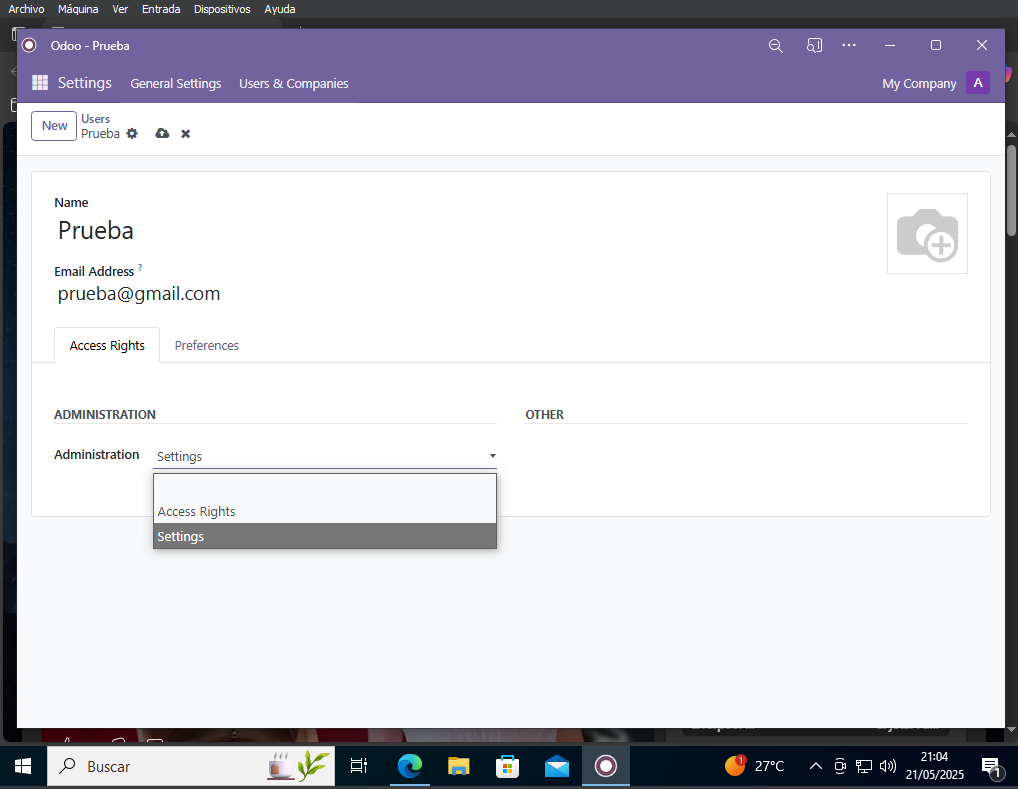 Archivo Máquina Ver Entrada Dispositivos Ayuda
Odoo - Prueba
Settings General Settings Users & Companies My Company A
New Users
Prueba
Name
Prueba
Email Address ?
prueba@gmail.com
Access Rights Preferences
ADMINISTRATION OTHER
Administration Settings
Access Rights
Settings
Buscar 1 27°C 21:04
21/05/2025 1